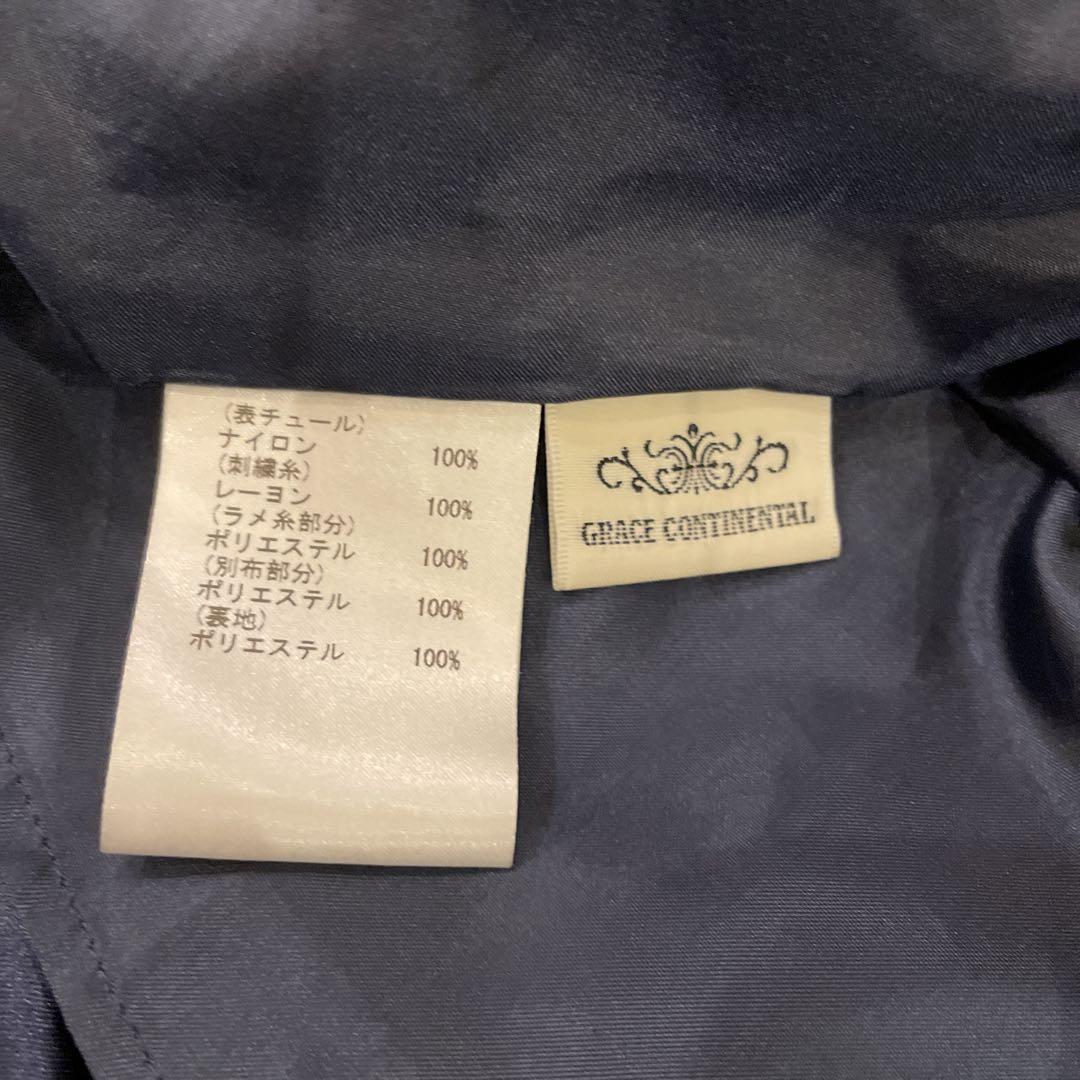 (表チュール)
ナイロン 100%
(刺繍糸)
レーヨン 100%
(ラメ糸部分)
ポリエステル 100%
(別布部分)
ポリエステル 100%
(裏地)
ポリエステル 100%
GRACE CONTINENTAL